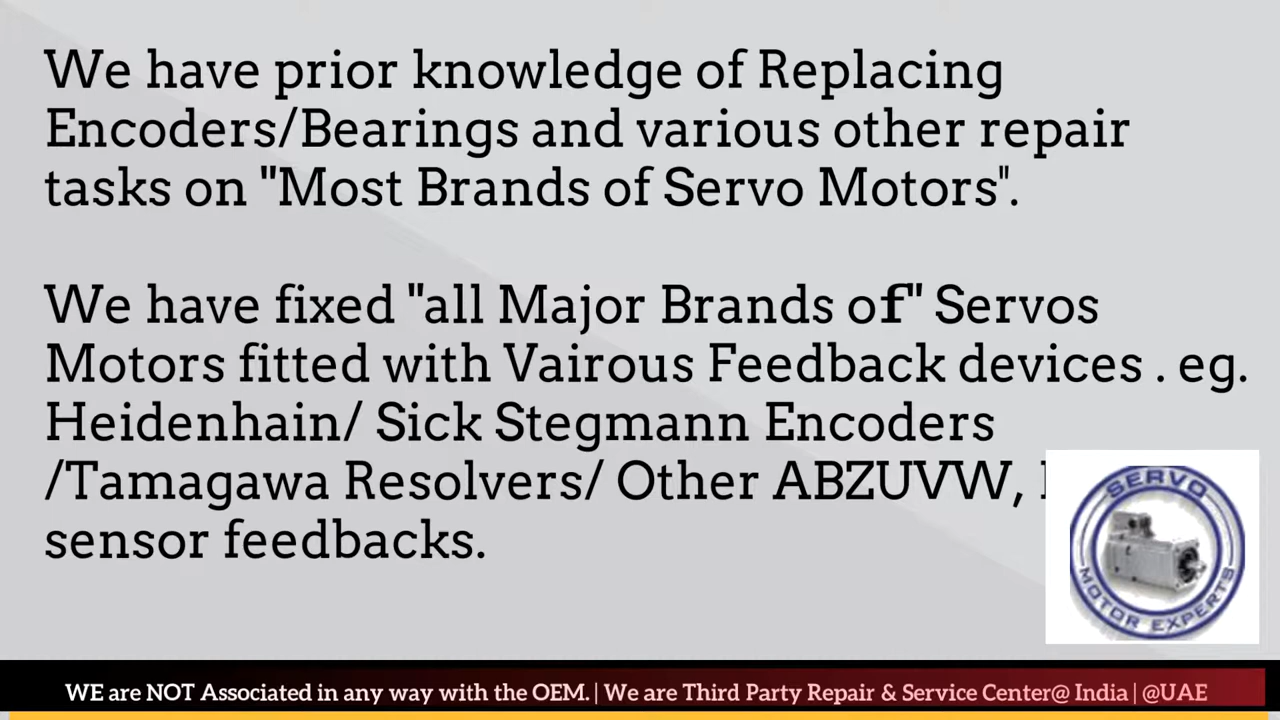 We have prior knowledge of Replacing
Encoders/Bearings and various other repair
tasks on "Most Brands of Servo Motors".
We have fixed "all Major Brands of" Servos
Motors fitted with Vairous Feedback devices . eg.
Heidenhain/ Sick Stegmann Encoders
/Tamagawa Resolvers/ Other ABZUVW,
sensor feedbacks.
SERVO
MOTOR EXPERTS
WE are NOT Associated in any way with the OEM. | We are Third Party Repair & Service Center@ India | @UAE